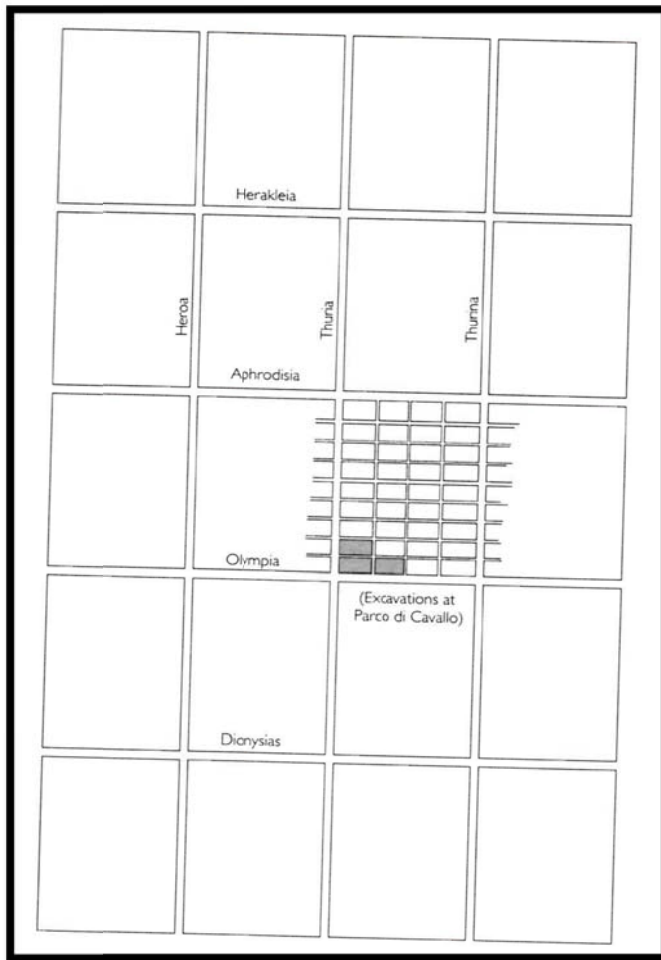 Herakleia
Heroa
Thuria
Thurina
Aphrodisia
Olympia
(Excavations at
Parco di Cavallo)
Dionysias